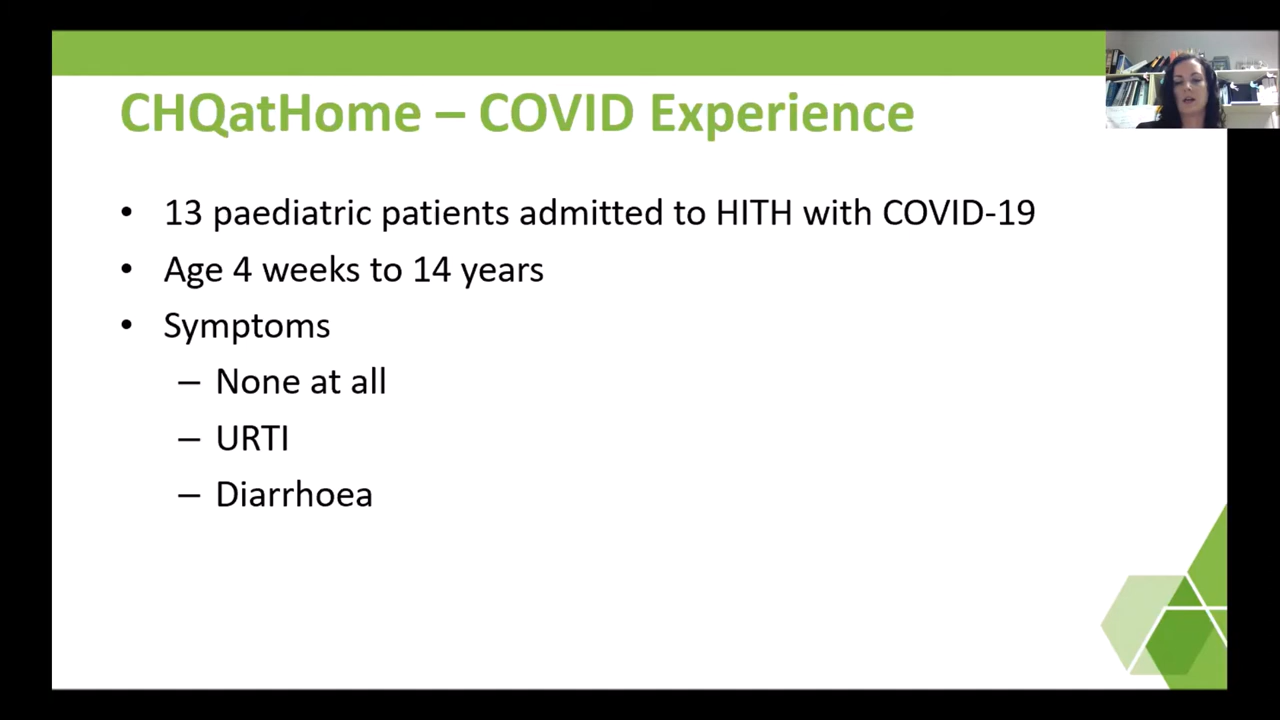 CHQatHome – COVID Experience
• 13 paediatric patients admitted to HITH with COVID-19
• Age 4 weeks to 14 years
• Symptoms
– None at all
– URTI
– Diarrhoea